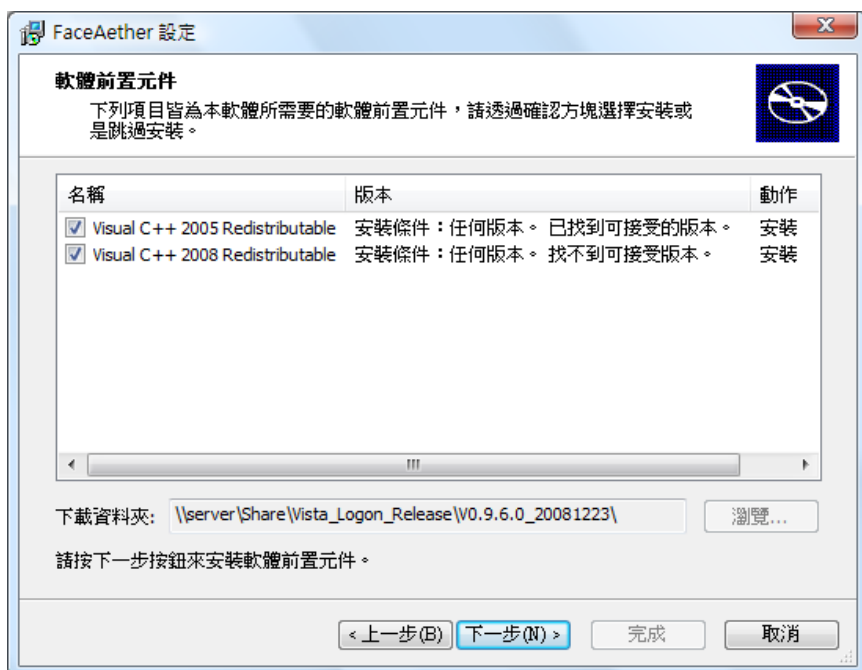 FaceAether 設定
軟體前置元件
下列項目皆為本軟體所需要的軟體前置元件，請透過確認方塊選擇安裝或
是跳過安裝。
名稱 版本 動作
Visual C++ 2005 Redistributable 安裝條件：任何版本。 已找到可接受的版本。 安裝
Visual C++ 2008 Redistributable 安裝條件：任何版本。 找不到可接受版本。 安裝
下載資料夾: \\server\Share\Vista_Logon_Release\V0.9.6.0_20081223\ 瀏覽...
請按下一步按鈕來安裝軟體前置元件。
<上一步(B) 下一步(N) > 完成 取消